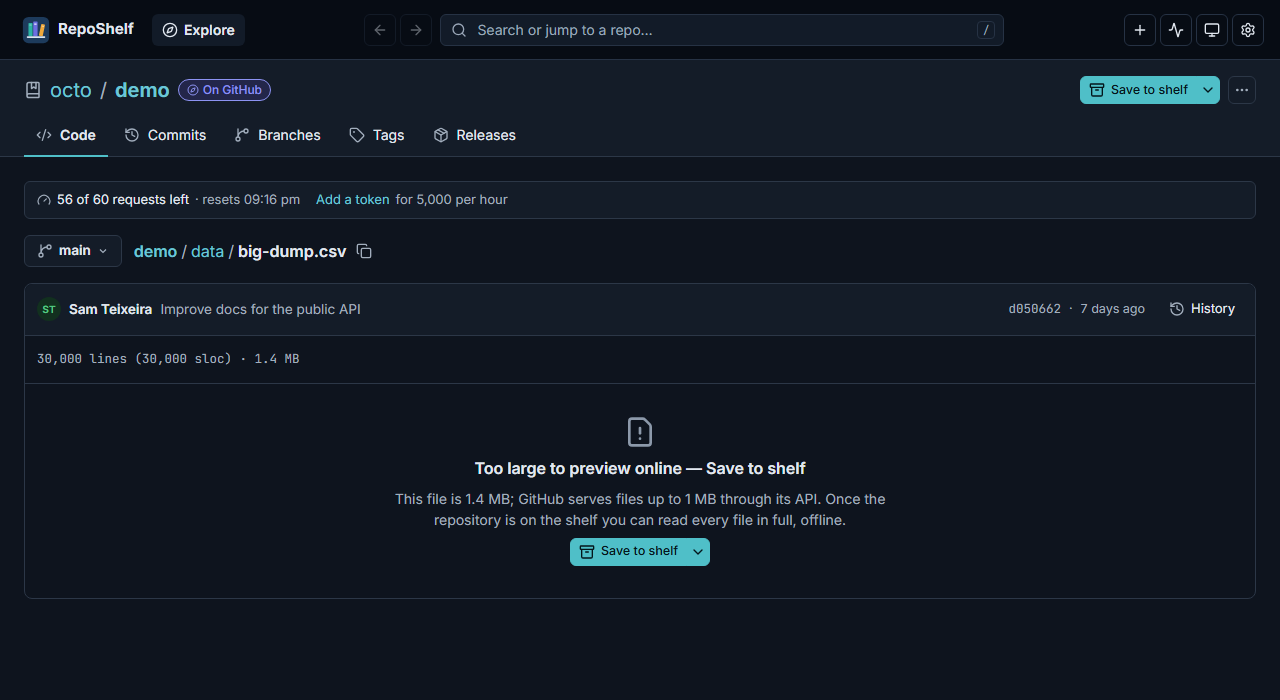 RepoShelf
Explore
Search or jump to a repo...
/
octo / demo
On GitHub
Save to shelf
Code
Commits
Branches
Tags
Releases
56 of 60 requests left · resets 09:16 pm Add a token for 5,000 per hour
main
demo / data / big-dump.csv
ST
Sam Teixeira Improve docs for the public API
d050662 · 7 days ago
History
30,000 lines (30,000 sloc) · 1.4 MB
Too large to preview online — Save to shelf
This file is 1.4 MB; GitHub serves files up to 1 MB through its API. Once the
repository is on the shelf you can read every file in full, offline.
Save to shelf